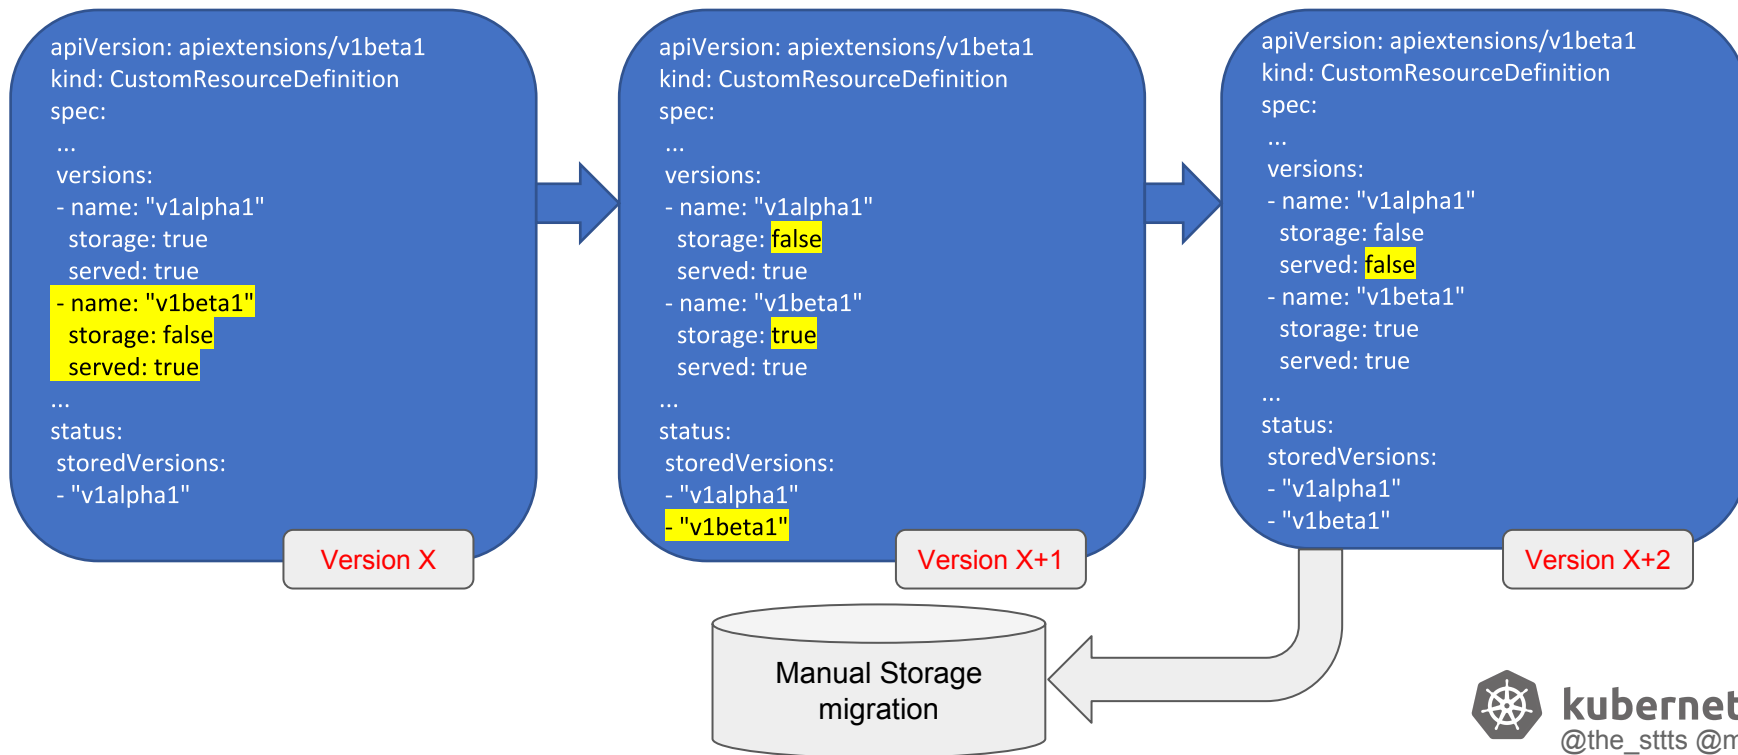 apiVersion: apiextensions/v1beta1
kind: CustomResourceDefinition
spec:
...
versions:
- name: "v1alpha1"
storage: true
served: true
- name: "v1beta1"
storage: false
served: true
...
status:
storedVersions:
- "v1alpha1"
Version X
apiVersion: apiextensions/v1beta1
kind: CustomResourceDefinition
spec:
...
versions:
- name: "v1alpha1"
storage: false
served: true
- name: "v1beta1"
storage: true
served: true
...
status:
storedVersions:
- "v1alpha1"
- "v1beta1"
Version X+1
apiVersion: apiextensions/v1beta1
kind: CustomResourceDefinition
spec:
...
versions:
- name: "v1alpha1"
storage: false
served: false
- name: "v1beta1"
storage: true
served: true
...
status:
storedVersions:
- "v1alpha1"
- "v1beta1"
Version X+2
Manual Storage
migration
kubernet
@the_sttts @m